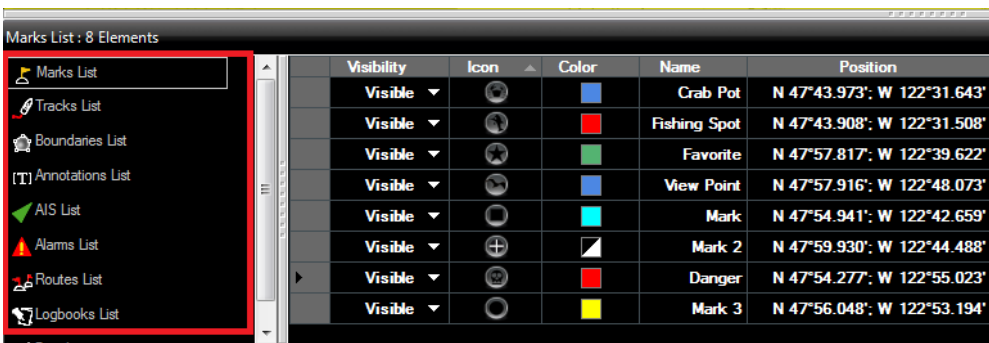 Marks List : 8 Elements
Marks List
Tracks List
Boundaries List
[T] Annotations List
AIS List
Alarms List
Routes List
Logbooks List
Visibility Icon Color Name Position
Visible Crab Pot N 47°43.973'; W 122°31.643'
Visible Fishing Spot N 47°43.908'; W 122°31.508'
Visible Favorite N 47°57.817'; W 122°39.622'
Visible View Point N 47°57.916'; W 122°48.073'
Visible Mark N 47°54.941'; W 122°42.659'
Visible Mark 2 N 47°59.930'; W 122°44.488'
Visible Danger N 47°54.277'; W 122°55.023'
Visible Mark 3 N 47°56.048'; W 122°53.194'